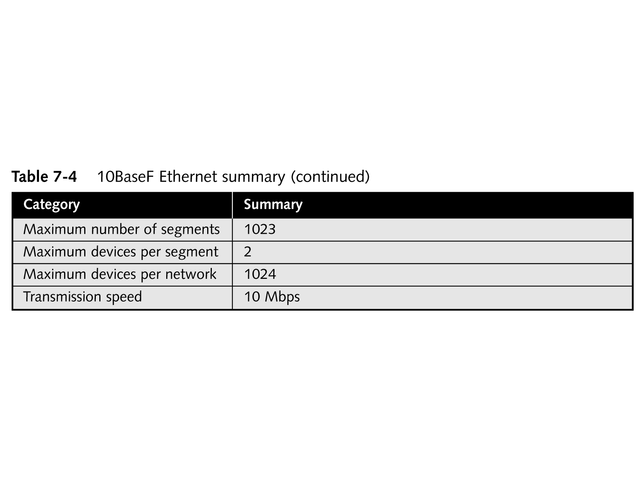 Table 7-4 10BaseF Ethernet summary (continued)
Category Summary
Maximum number of segments 1023
Maximum devices per segment 2
Maximum devices per network 1024
Transmission speed 10 Mbps